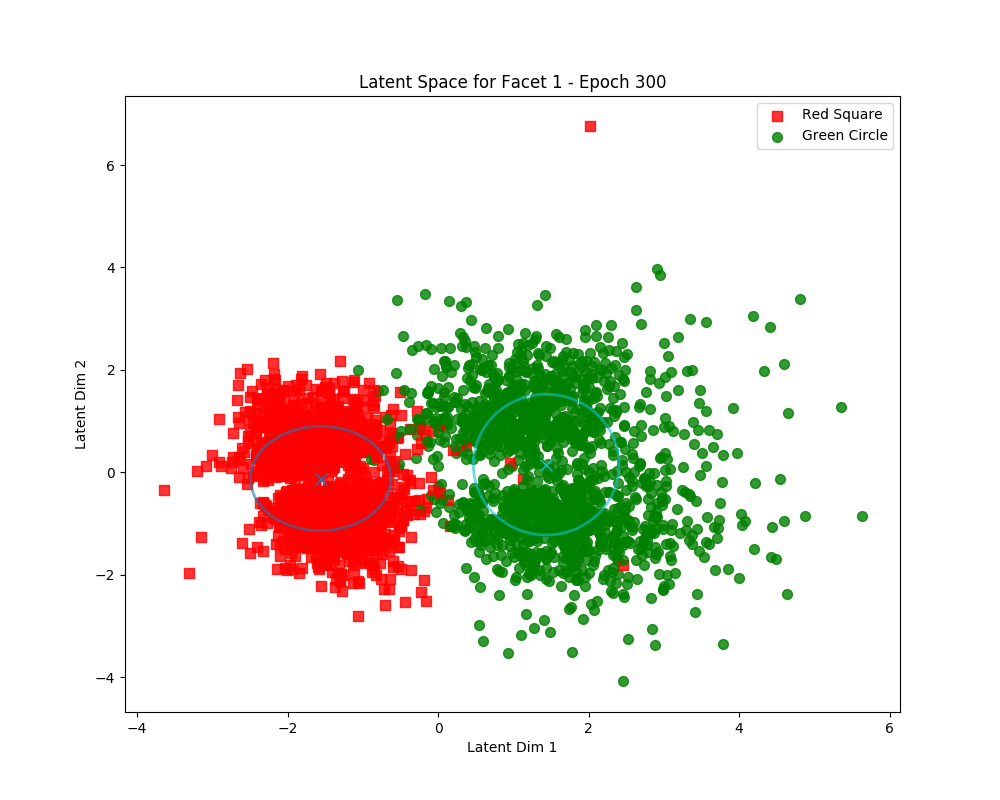 Latent Space for Facet 1 - Epoch 300
Red Square
Green Circle
6
4
2
0
−2
−4
Latent Dim 2
−4
−2
0
2
4
6
Latent Dim 1